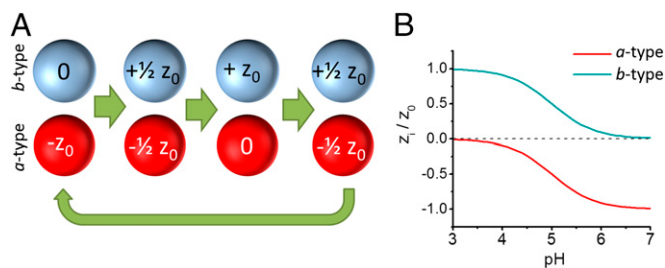 A
b-type
0
+½ z₀
+ z₀
+½ z₀
a-type
-z₀
-½ z₀
0
-½ z₀
B
a-type
b-type
zᵢ / z₀
1.0
0.5
0.0
-0.5
-1.0
3 4 5 6 7
pH